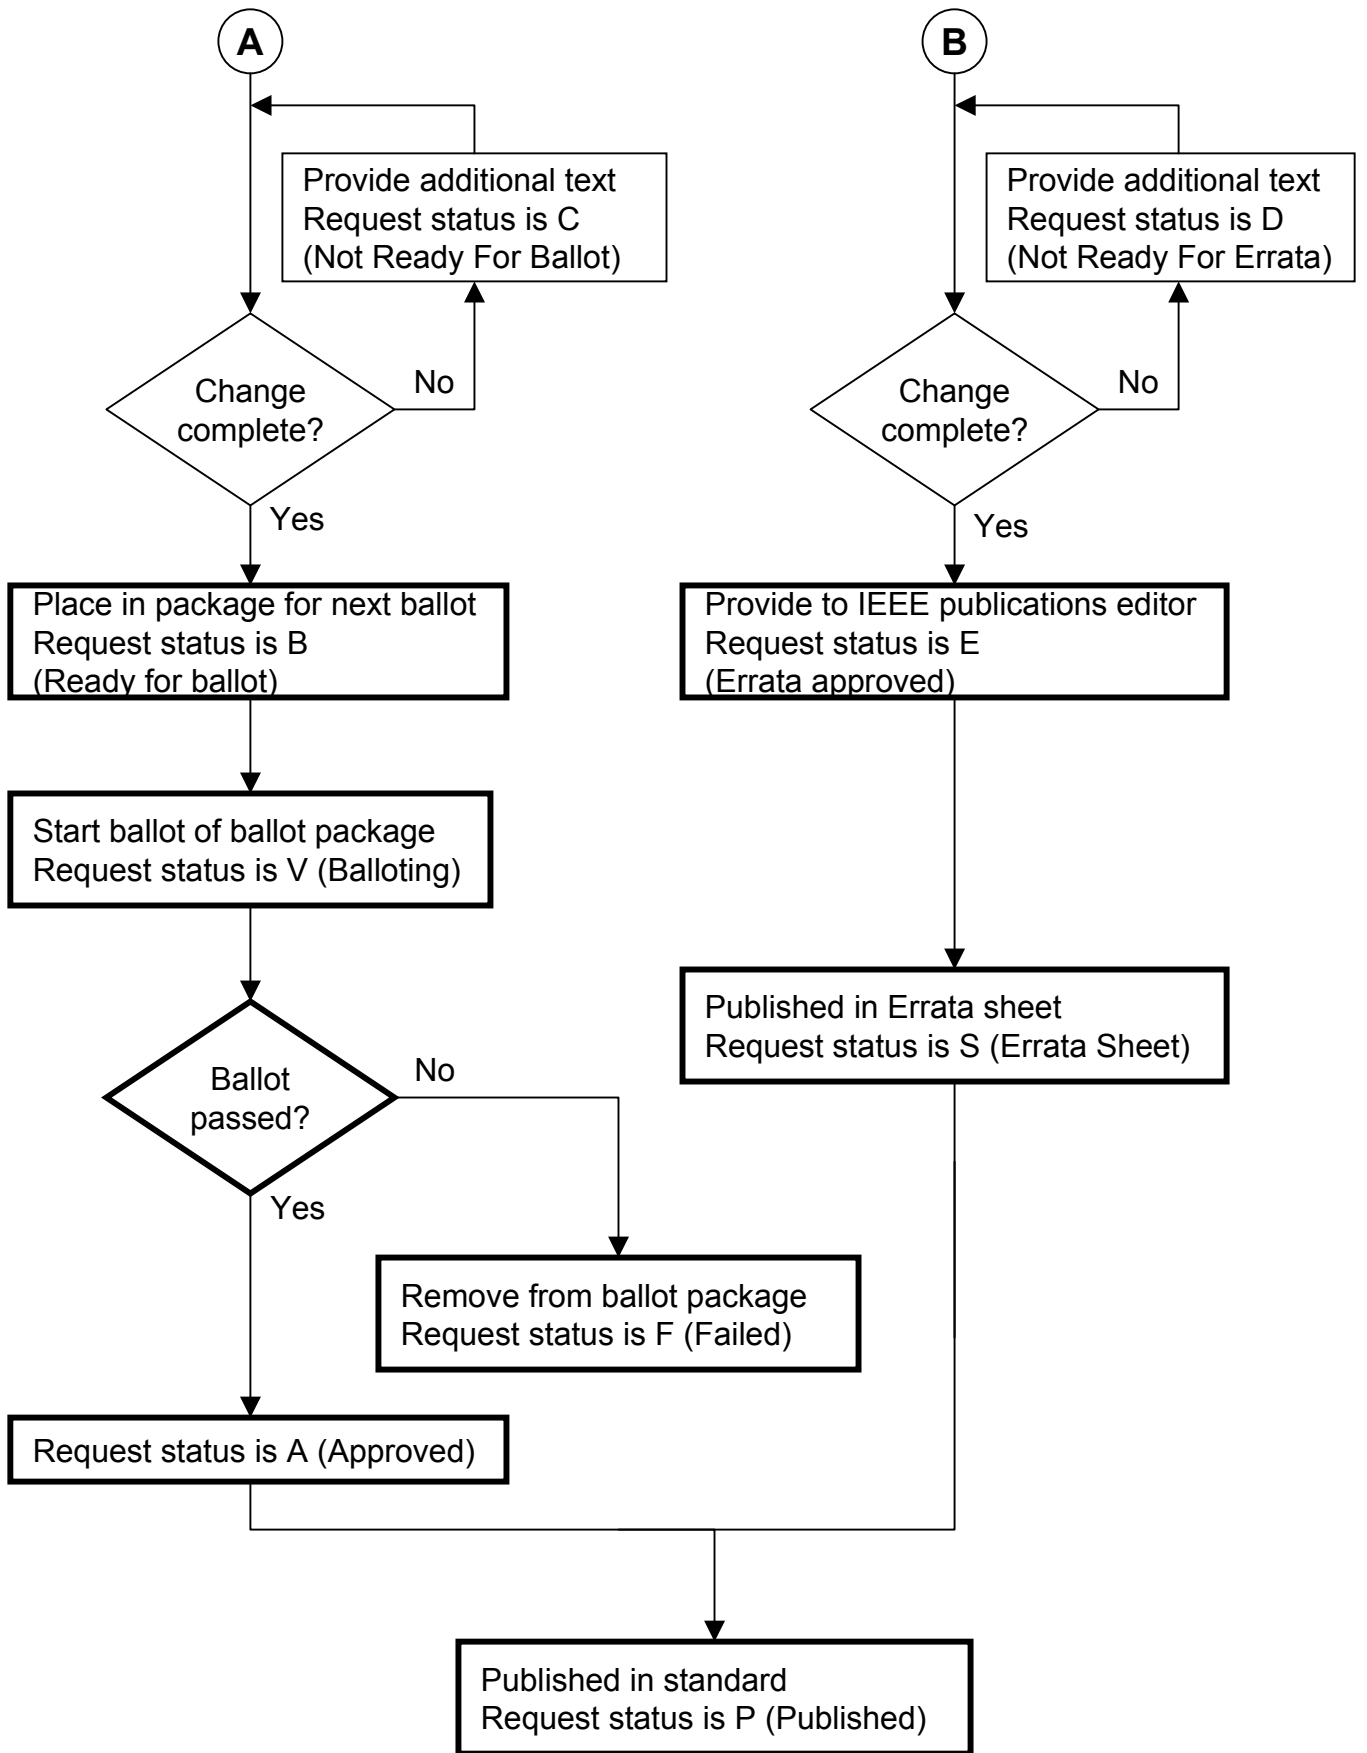 A
B
Provide additional text
Request status is C
(Not Ready For Ballot)
Provide additional text
Request status is D
(Not Ready For Errata)
Change
complete?
No
Change
complete?
No
Yes
Yes
Place in package for next ballot
Request status is B
(Ready for ballot)
Provide to IEEE publications editor
Request status is E
(Errata approved)
Start ballot of ballot package
Request status is V (Balloting)
Published in Errata sheet
Request status is S (Errata Sheet)
Ballot
passed?
No
Yes
Remove from ballot package
Request status is F (Failed)
Request status is A (Approved)
Published in standard
Request status is P (Published)